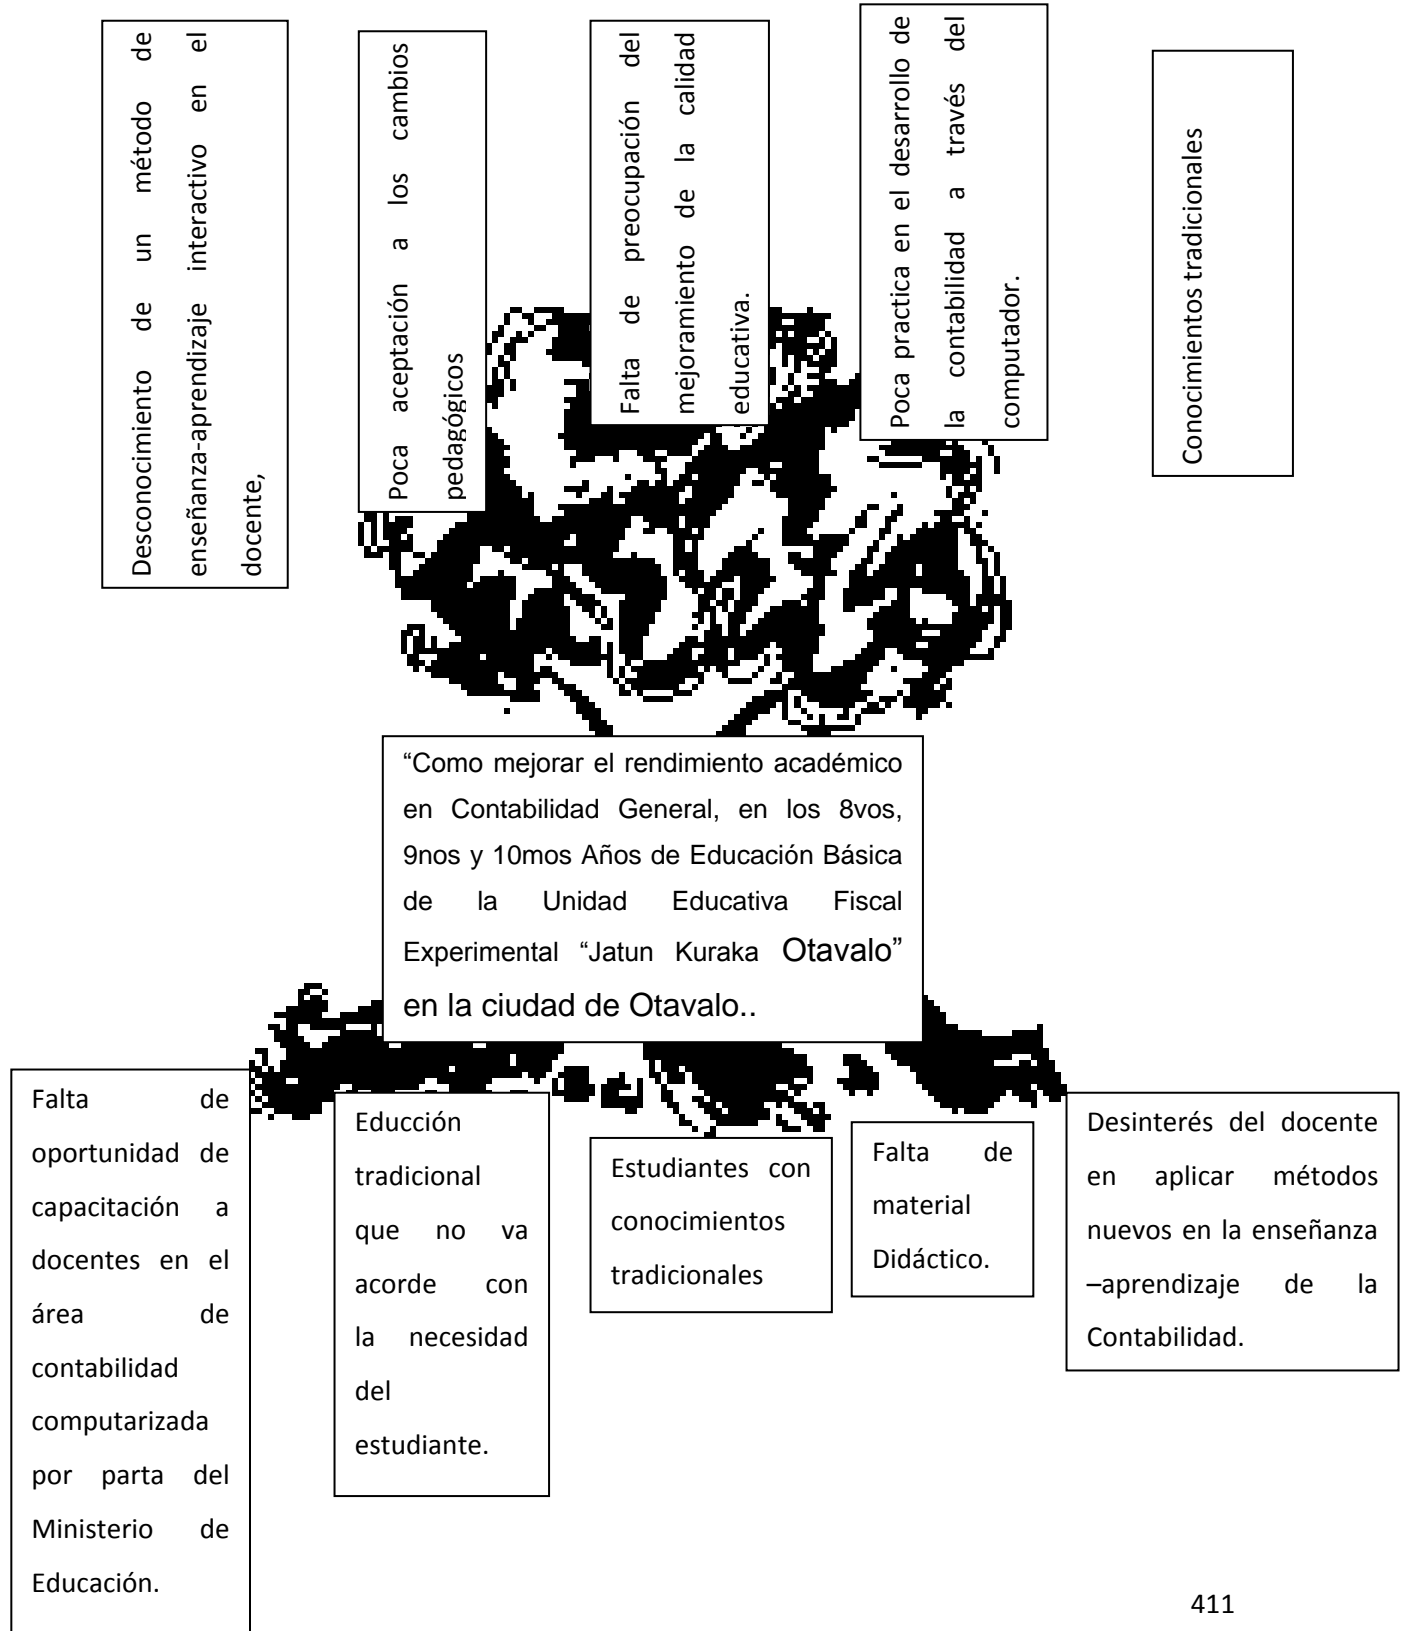 Desconocimiento de un método de
enseñanza-aprendizaje interactivo en el
docente,
Poca aceptación a los cambios
pedagógicos
Falta de preocupación del
mejoramiento de la calidad
educativa.
Poca practica en el desarrollo de
la contabilidad a través del
computador.
Conocimientos tradicionales
“Como mejorar el rendimiento académico
en Contabilidad General, en los 8vos,
9nos y 10mos Años de Educación Básica
de la Unidad Educativa Fiscal
Experimental “Jatun Kuraka Otavalo”
en la ciudad de Otavalo..
Falta de
oportunidad de
capacitación a
docentes en el
área de
contabilidad
computarizada
por parta del
Ministerio de
Educación.
Educción
tradicional
que no va
acorde con
la necesidad
del
estudiante.
Estudiantes con
conocimientos
tradicionales
Falta de
material
Didáctico.
Desinterés del docente
en aplicar métodos
nuevos en la enseñanza
–aprendizaje de la
Contabilidad.
411